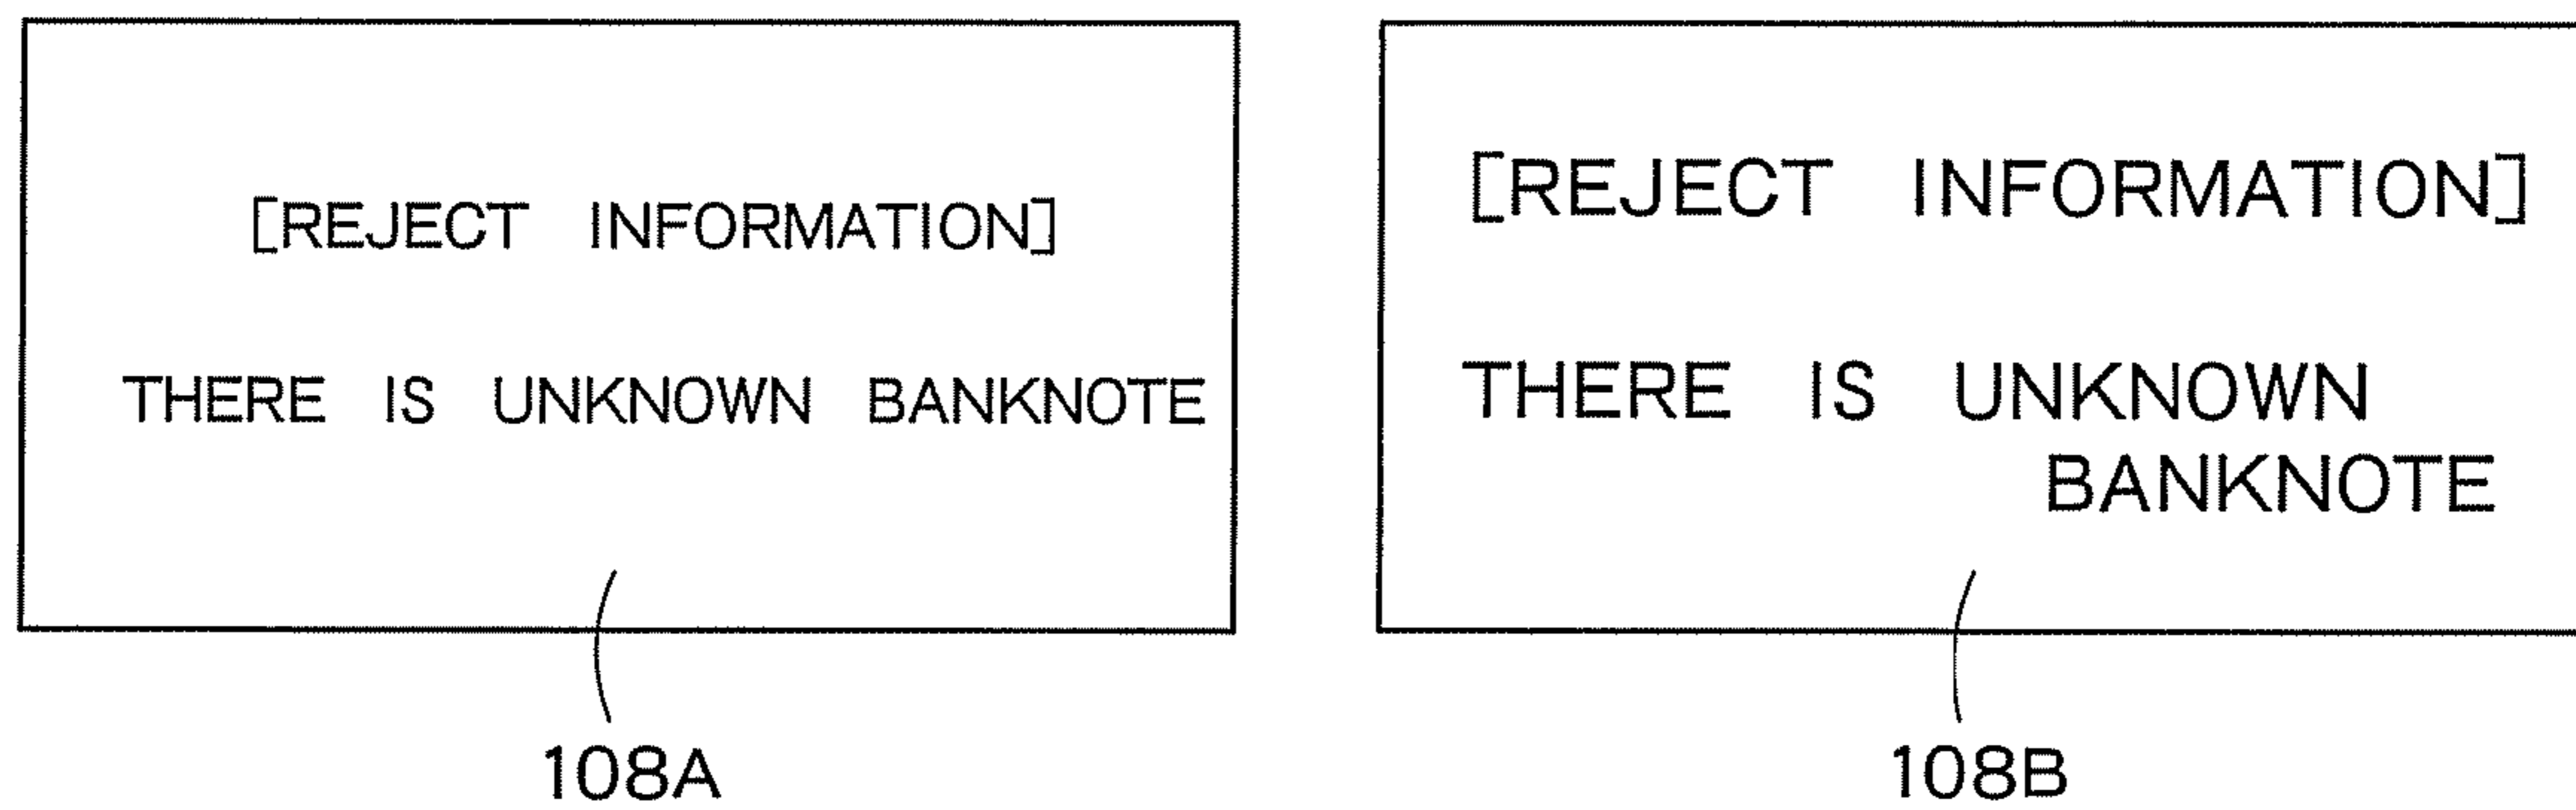 [REJECT INFORMATION]
THERE IS UNKNOWN BANKNOTE
108A
[REJECT INFORMATION]
THERE IS UNKNOWN
BANKNOTE
108B